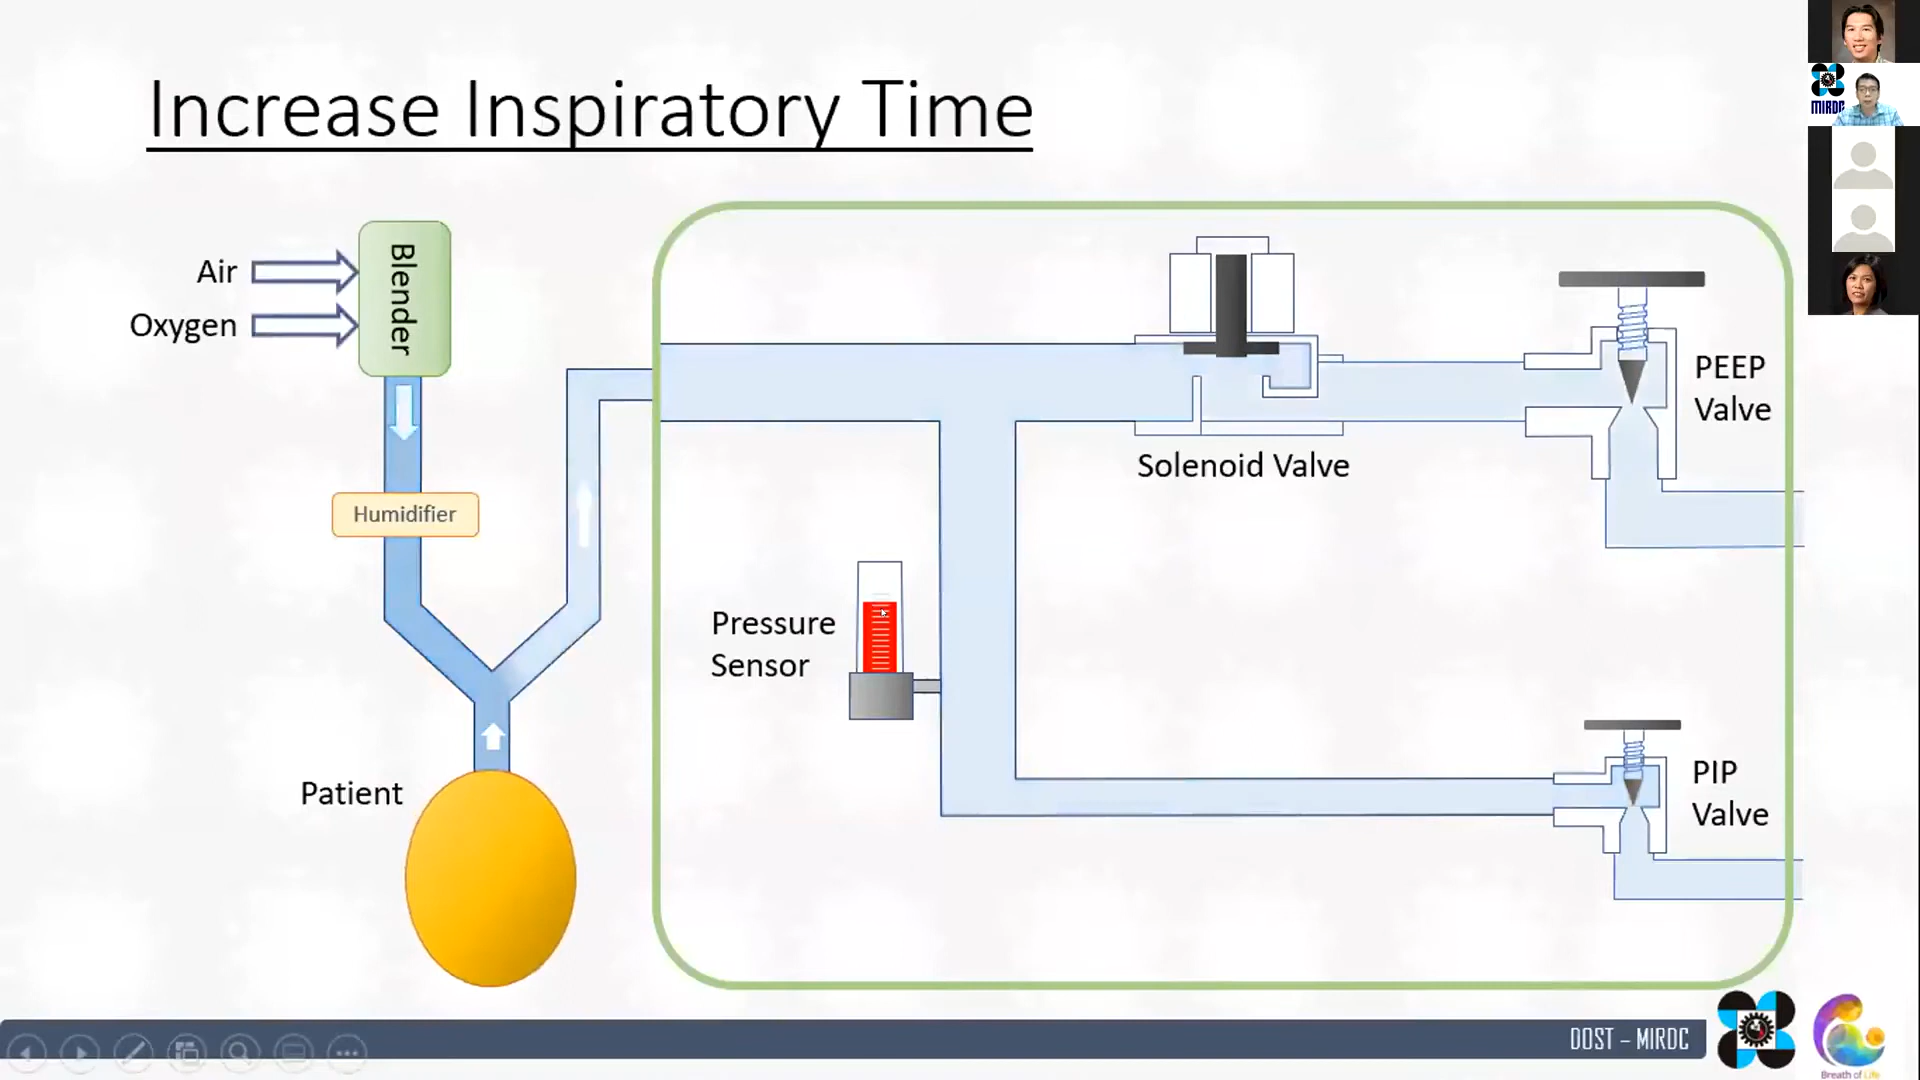 Increase Inspiratory Time
MIRDC
Air
Oxygen
Blender
Humidifier
Patient
Pressure
Sensor
Solenoid Valve
PEEP
Valve
PIP
Valve
DOST – MIRDC
Breath of Life